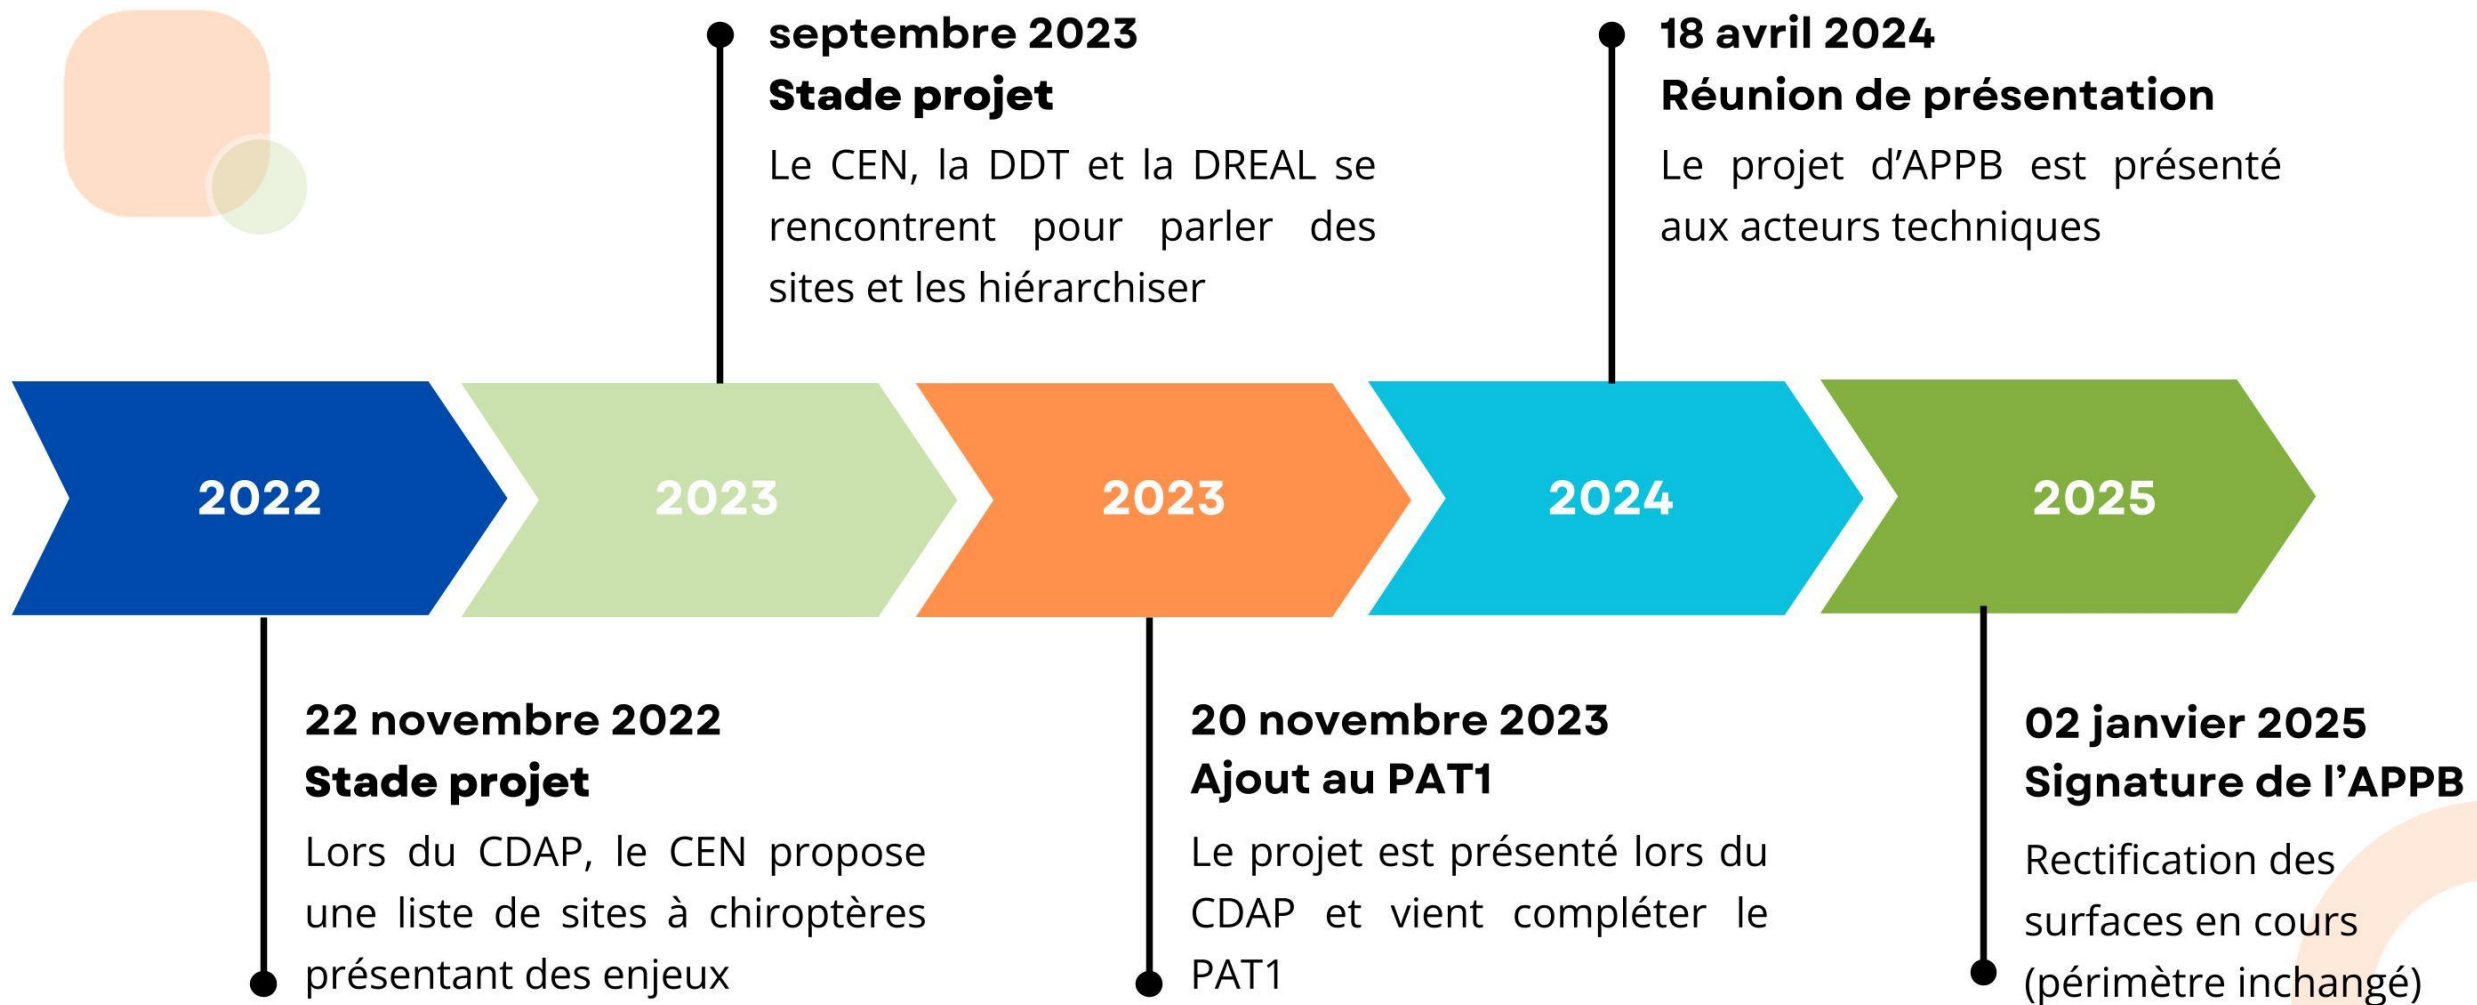 septembre 2023
Stade projet
Le CEN, la DDT et la DREAL se
rencontrent pour parler des
sites et les hiérarchiser
18 avril 2024
Réunion de présentation
Le projet d’APPB est présenté
aux acteurs techniques
2022
2023
2023
2024
2025
22 novembre 2022
Stade projet
Lors du CDAP, le CEN propose
une liste de sites à chiroptères
présentant des enjeux
20 novembre 2023
Ajout au PAT1
Le projet est présenté lors du
CDAP et vient compléter le
PAT1
02 janvier 2025
Signature de l’APPB
Rectification des
surfaces en cours
(périmètre inchangé)